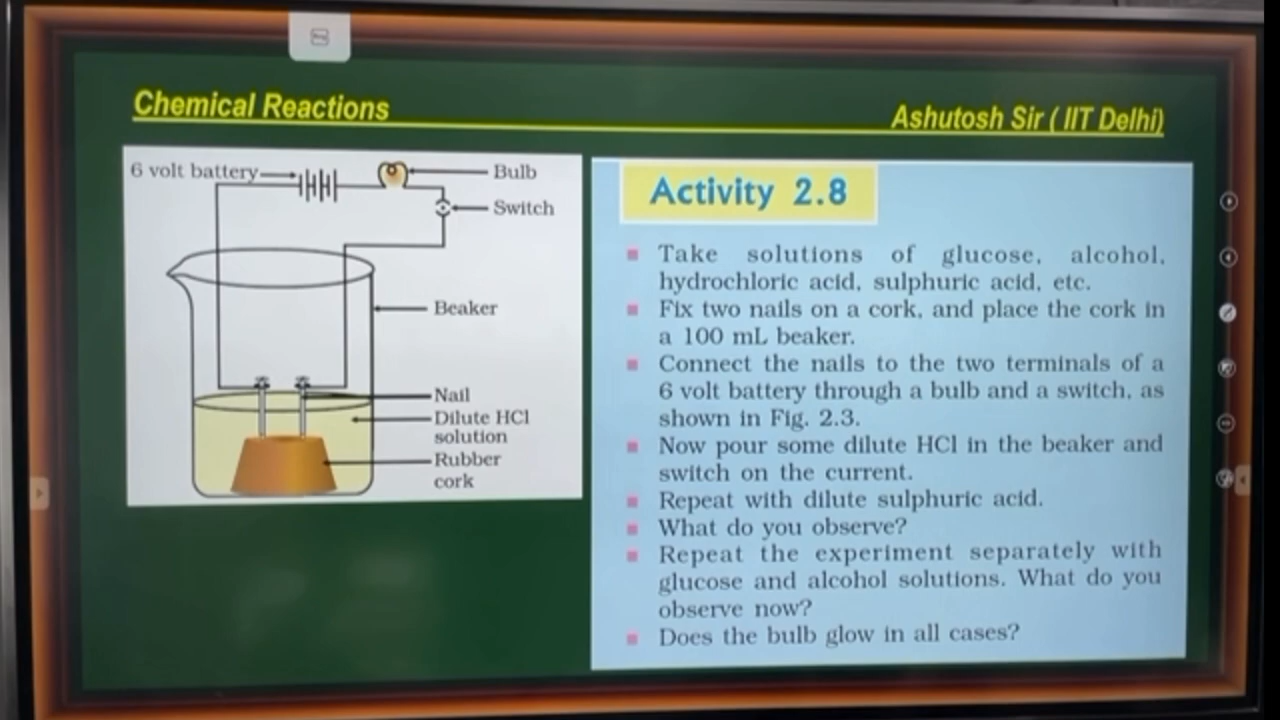 Chemical Reactions
Ashutosh Sir ( IIT Delhi)
6 volt battery
Bulb
Switch
Beaker
Nail
Dilute HCl
solution
Rubber
cork
Activity 2.8
Take solutions of glucose, alcohol,
hydrochloric acid, sulphuric acid, etc.
Fix two nails on a cork, and place the cork in
a 100 mL beaker.
Connect the nails to the two terminals of a
6 volt battery through a bulb and a switch, as
shown in Fig. 2.3.
Now pour some dilute HCl in the beaker and
switch on the current.
Repeat with dilute sulphuric acid.
What do you observe?
Repeat the experiment separately with
glucose and alcohol solutions. What do you
observe now?
Does the bulb glow in all cases?